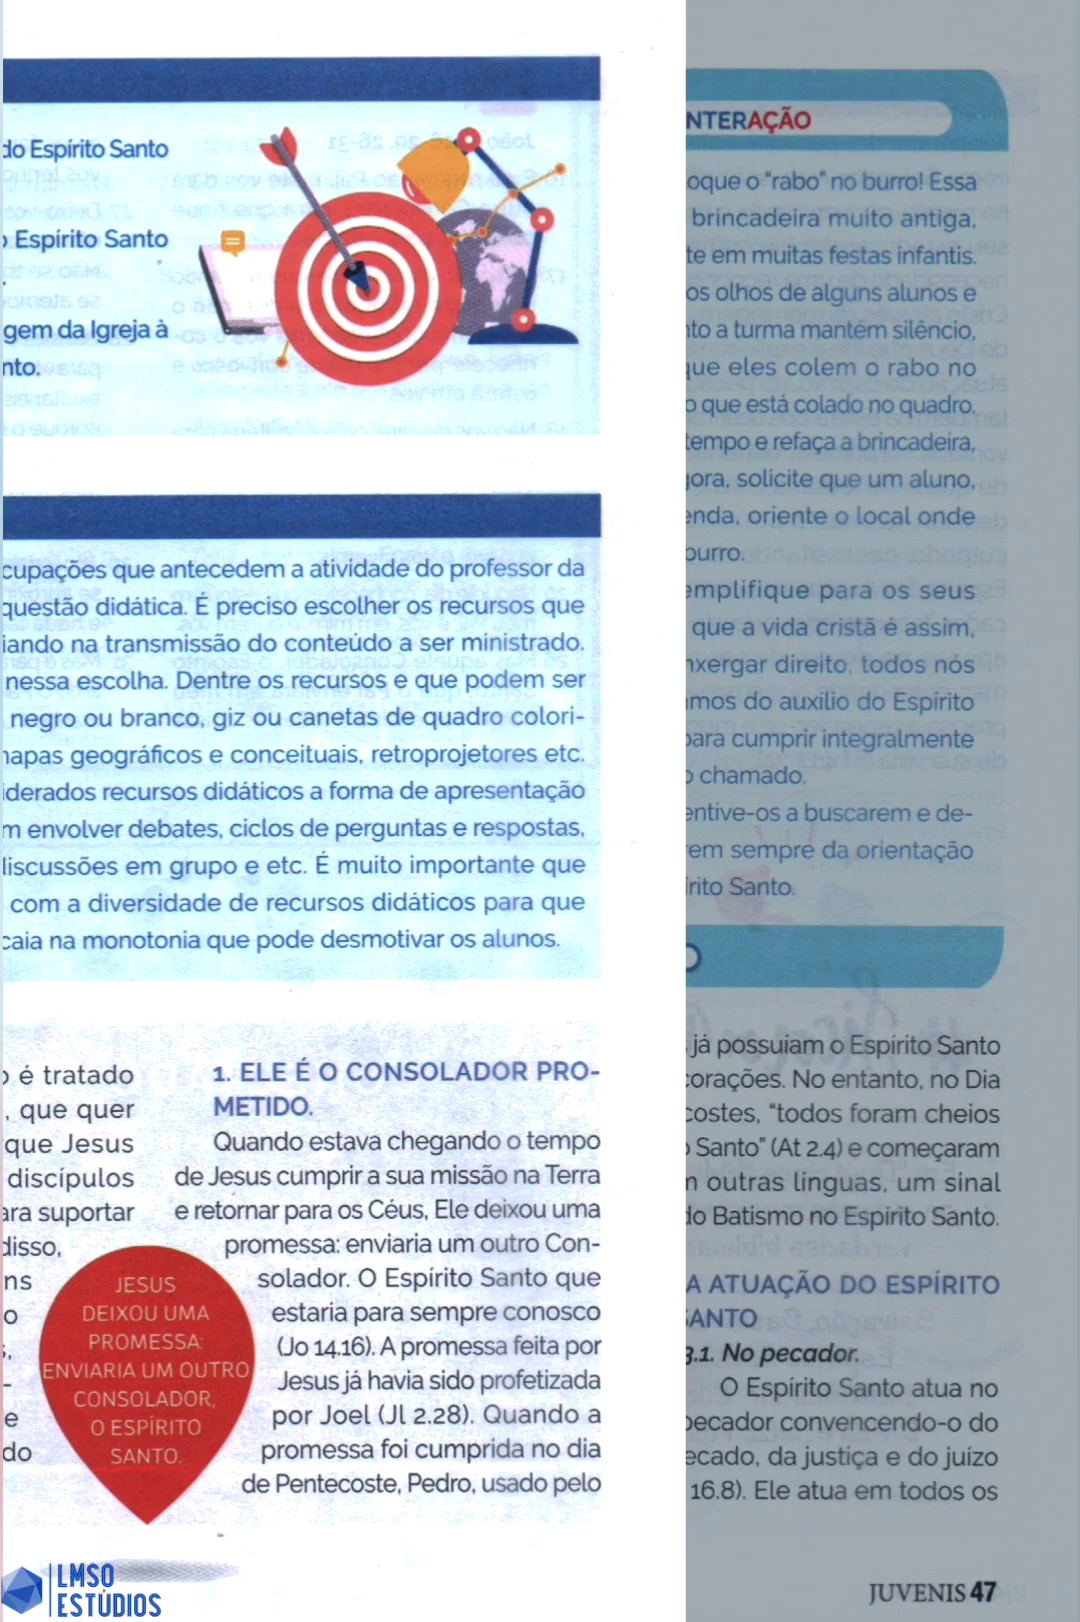 do Espírito Santo
Espírito Santo
gem da Igreja à
nto.
cupações que antecedem a atividade do professor da
questão didática. É preciso escolher os recursos que
iando na transmissão do conteúdo a ser ministrado.
nessa escolha. Dentre os recursos e que podem ser
negro ou branco, giz ou canetas de quadro colori-
apas geográficos e conceituais, retroprojetores etc.
iderados recursos didáticos a forma de apresentação
m envolver debates, ciclos de perguntas e respostas,
discussões em grupo e etc. É muito importante que
com a diversidade de recursos didáticos para que
caia na monotonia que pode desmotivar os alunos.
o é tratado
, que quer
que Jesus
discípulos
ara suportar
disso,
ns
o
,
-
e
do
JESUS
DEIXOU UMA
PROMESSA:
ENVIARIA UM OUTRO
CONSOLADOR,
O ESPÍRITO
SANTO.
1. ELE É O CONSOLADOR PRO-
METIDO.
Quando estava chegando o tempo
de Jesus cumprir a sua missão na Terra
e retornar para os Céus, Ele deixou uma
promessa: enviaria um outro Con-
solador. O Espírito Santo que
estaria para sempre conosco
(Jo 14.16). A promessa feita por
Jesus já havia sido profetizada
por Joel (Jl 2.28). Quando a
promessa foi cumprida no dia
de Pentecoste, Pedro, usado pelo
LMSO
ESTÚDIOS
NTERAÇÃO
oque o "rabo" no burro! Essa
brincadeira muito antiga,
te em muitas festas infantis.
os olhos de alguns alunos e
nto a turma mantém silêncio,
que eles colem o rabo no
o que está colado no quadro.
tempo e refaça a brincadeira,
gora, solicite que um aluno,
enda, oriente o local onde
burro.
emplifique para os seus
que a vida cristã é assim,
nxergar direito, todos nós
mos do auxílio do Espírito
para cumprir integralmente
o chamado.
entive-os a buscarem e de-
rem sempre da orientação
írito Santo.
O
já possuíam o Espírito Santo
corações. No entanto, no Dia
costes, "todos foram cheios
o Santo" (At 2.4) e começaram
m outras línguas, um sinal
do Batismo no Espírito Santo.
A ATUAÇÃO DO ESPÍRITO
SANTO
3.1. No pecador.
O Espírito Santo atua no
pecador convencendo-o do
ecado, da justiça e do juízo
16.8). Ele atua em todos os
JUVENIS 47